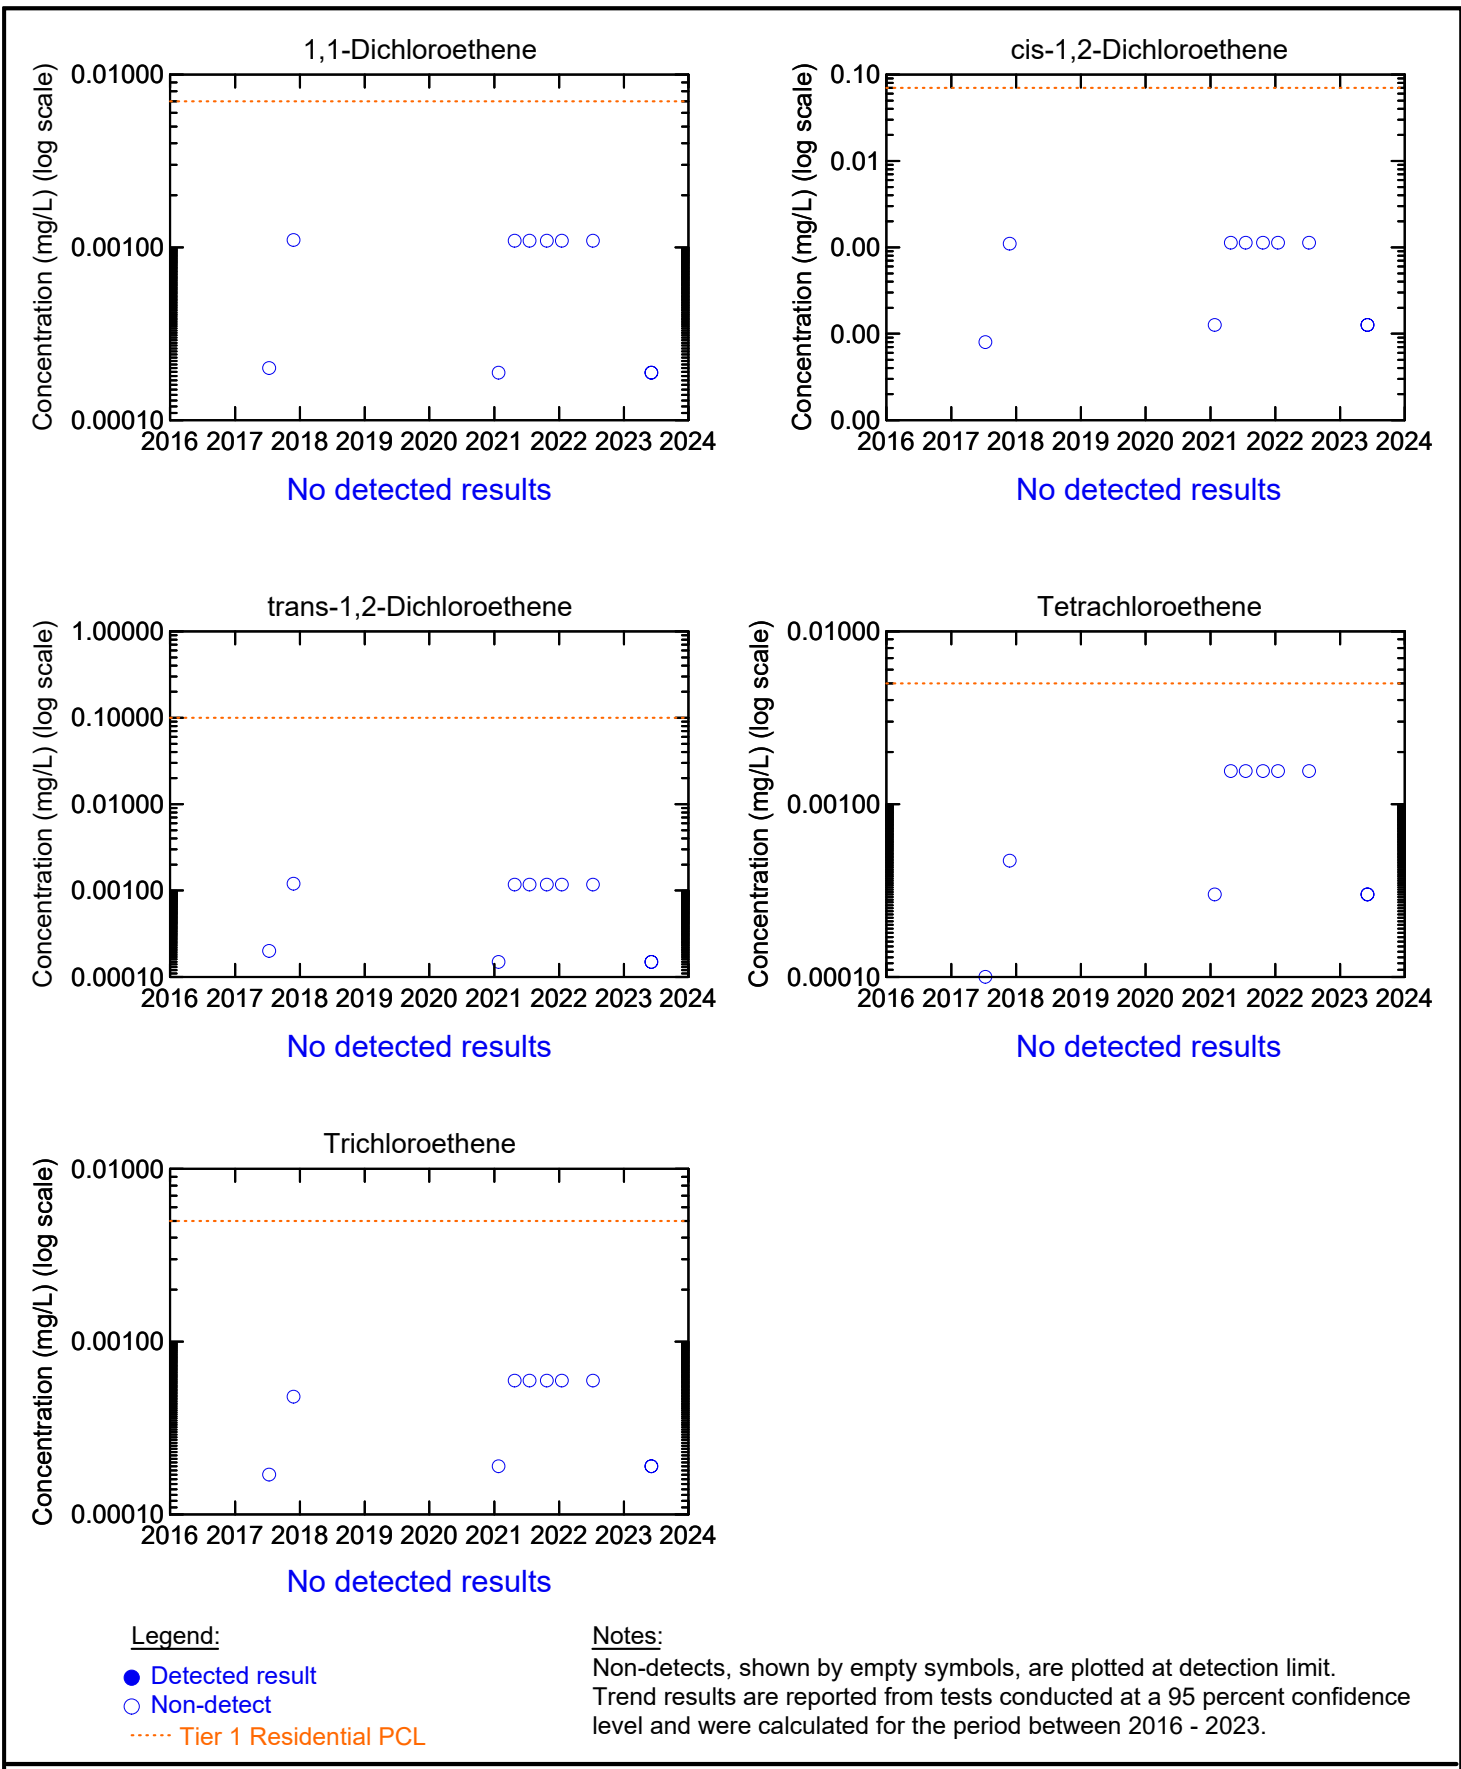 1,1-Dichloroethene
Concentration (mg/L) (log scale)
0.01000
0.00100
0.00010
2016 2017 2018 2019 2020 2021 2022 2023 2024
No detected results
cis-1,2-Dichloroethene
Concentration (mg/L) (log scale)
0.10
0.01
0.00
0.00
0.00
2016 2017 2018 2019 2020 2021 2022 2023 2024
No detected results
trans-1,2-Dichloroethene
Concentration (mg/L) (log scale)
1.00000
0.10000
0.01000
0.00100
0.00010
2016 2017 2018 2019 2020 2021 2022 2023 2024
No detected results
Tetrachloroethene
Concentration (mg/L) (log scale)
0.01000
0.00100
0.00010
2016 2017 2018 2019 2020 2021 2022 2023 2024
No detected results
Trichloroethene
Concentration (mg/L) (log scale)
0.01000
0.00100
0.00010
2016 2017 2018 2019 2020 2021 2022 2023 2024
No detected results
Legend:
Detected result
Non-detect
Tier 1 Residential PCL
Notes:
Non-detects, shown by empty symbols, are plotted at detection limit.
Trend results are reported from tests conducted at a 95 percent confidence
level and were calculated for the period between 2016 - 2023.